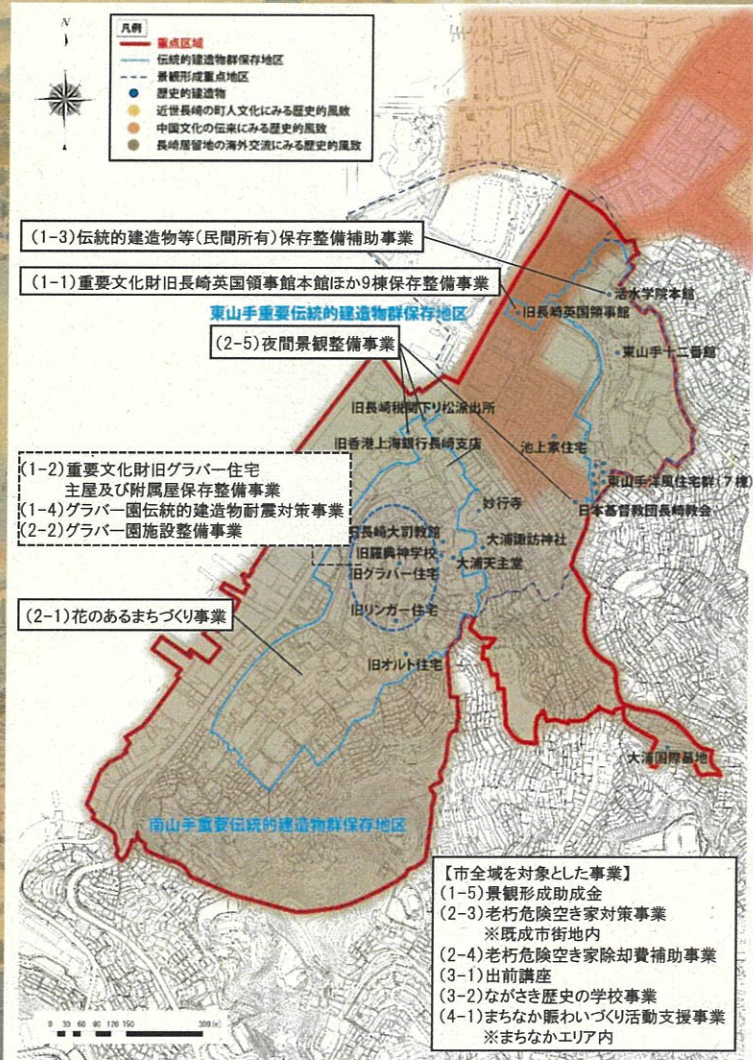 N
凡例
重点区域
伝統的建造物群保存地区
景観形成重点地区
歴史的建造物
近世長崎の町人文化にみる歴史的風致
中国文化の伝来にみる歴史的風致
長崎居留地の海外交流にみる歴史的風致
(1-3)伝統的建造物等(民間所有)保存整備補助事業
(1-1)重要文化財旧長崎英国領事館本館ほか9棟保存整備事業
活水学院本館
旧長崎英国領事館
東山手重要伝統的建造物群保存地区
(2-5)夜間景観整備事業
東山手十二番館
旧長崎税関下り松派出所
旧香港上海銀行長崎支店
池上家住宅
(1-2)重要文化財旧グラバー住宅
主屋及び附属屋保存整備事業
(1-4)グラバー園伝統的建造物耐震対策事業
(2-2)グラバー園施設整備事業
東山手洋風住宅群(7棟)
日本基督教団長崎教会
妙行寺
旧長崎大司教館
大浦諏訪神社
旧羅典神学校
大浦天主堂
旧グラバー住宅
(2-1)花のあるまちづくり事業
旧リンガー住宅
旧オルト住宅
大浦国際墓地
南山手重要伝統的建造物群保存地区
【市全域を対象とした事業】
(1-5)景観形成助成金
(2-3)老朽危険空き家対策事業
※既成市街地内
(2-4)老朽危険空き家除却費補助事業
(3-1)出前講座
(3-2)ながさき歴史の学校事業
(4-1)まちなか賑わいづくり活動支援事業
※まちなかエリア内
0 30 60 90 120 150 300 (m)